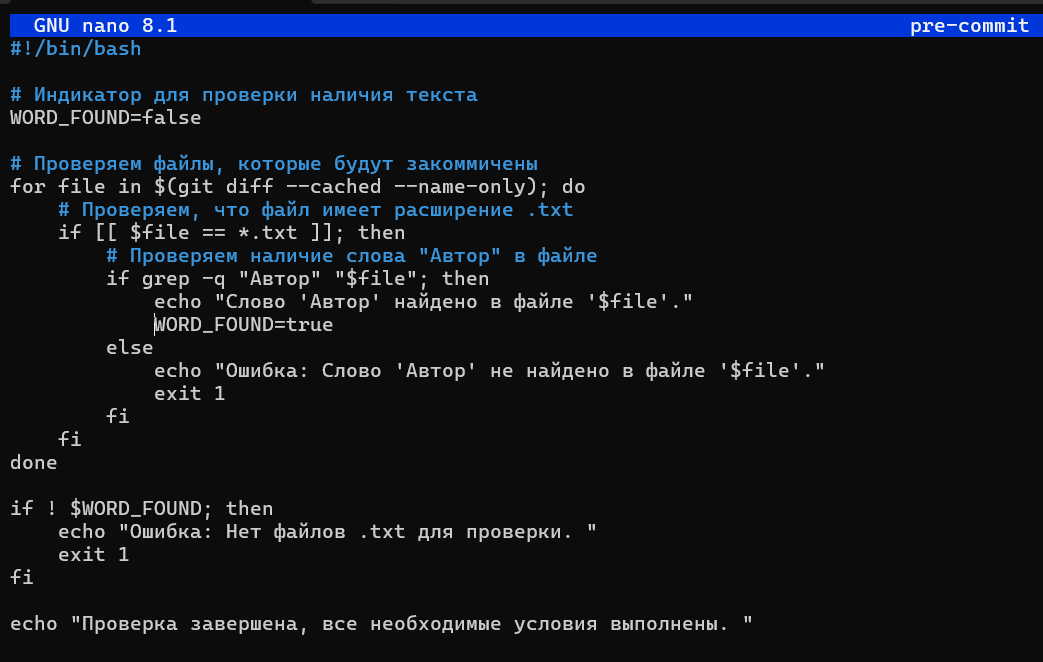 GNU nano 8.1 pre-commit
#!/bin/bash
# Индикатор для проверки наличия текста
WORD_FOUND=false
# Проверяем файлы, которые будут закоммичены
for file in $(git diff --cached --name-only); do
# Проверяем, что файл имеет расширение .txt
if [[ $file == *.txt ]]; then
# Проверяем наличие слова "Автор" в файле
if grep -q "Автор" "$file"; then
echo "Слово 'Автор' найдено в файле '$file'."
WORD_FOUND=true
else
echo "Ошибка: Слово 'Автор' не найдено в файле '$file'."
exit 1
fi
fi
done
if ! $WORD_FOUND; then
echo "Ошибка: Нет файлов .txt для проверки. "
exit 1
fi
echo "Проверка завершена, все необходимые условия выполнены. "